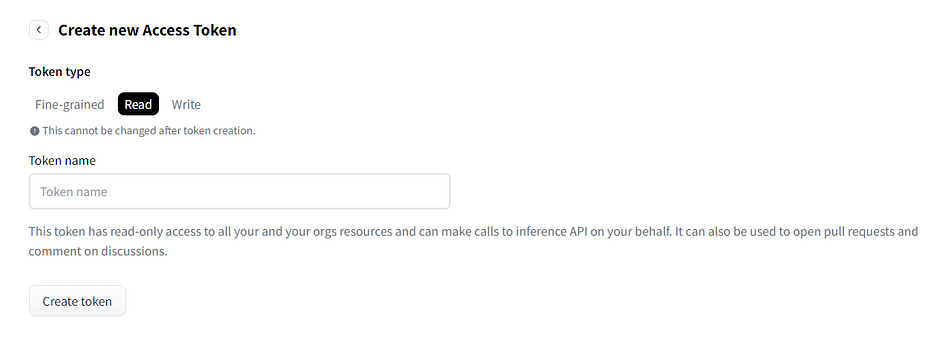 Create new Access Token
Token type
Fine-grained Read Write
This cannot be changed after token creation.
Token name
Token name
This token has read-only access to all your and your orgs resources and can make calls to inference API on your behalf. It can also be used to open pull requests and
comment on discussions.
Create token